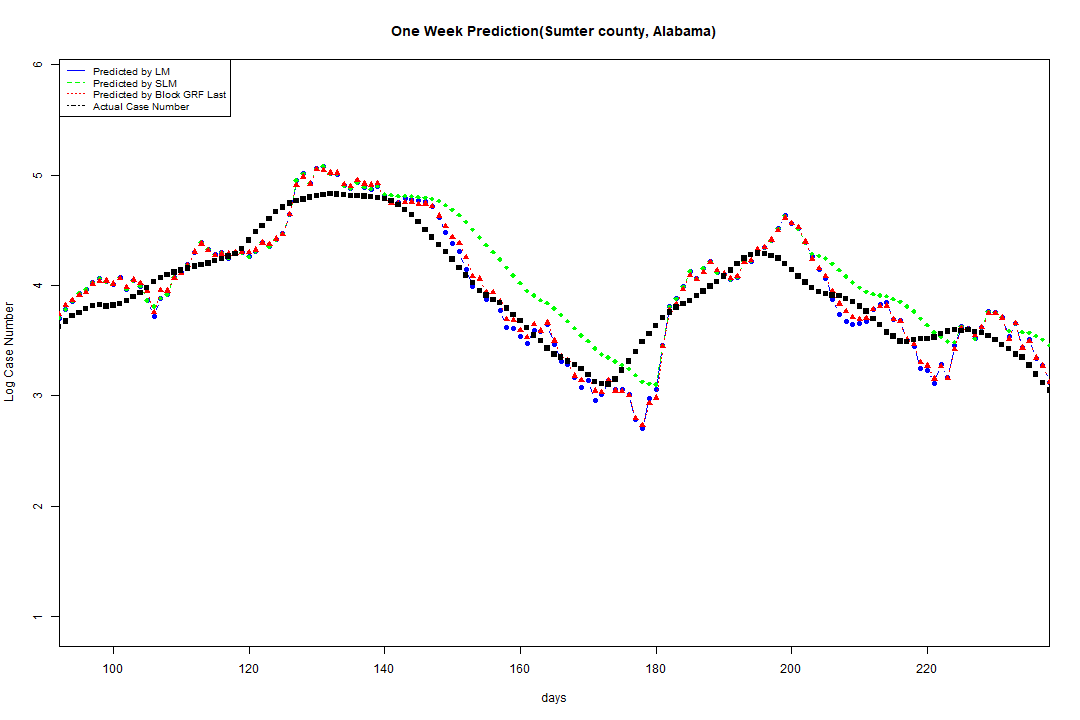 One Week Prediction(Sumter county, Alabama)
Predicted by LM
Predicted by SLM
Predicted by Block GRF Last
Actual Case Number
6
5
4
3
2
1
Log Case Number
100 120 140 160 180 200 220
days